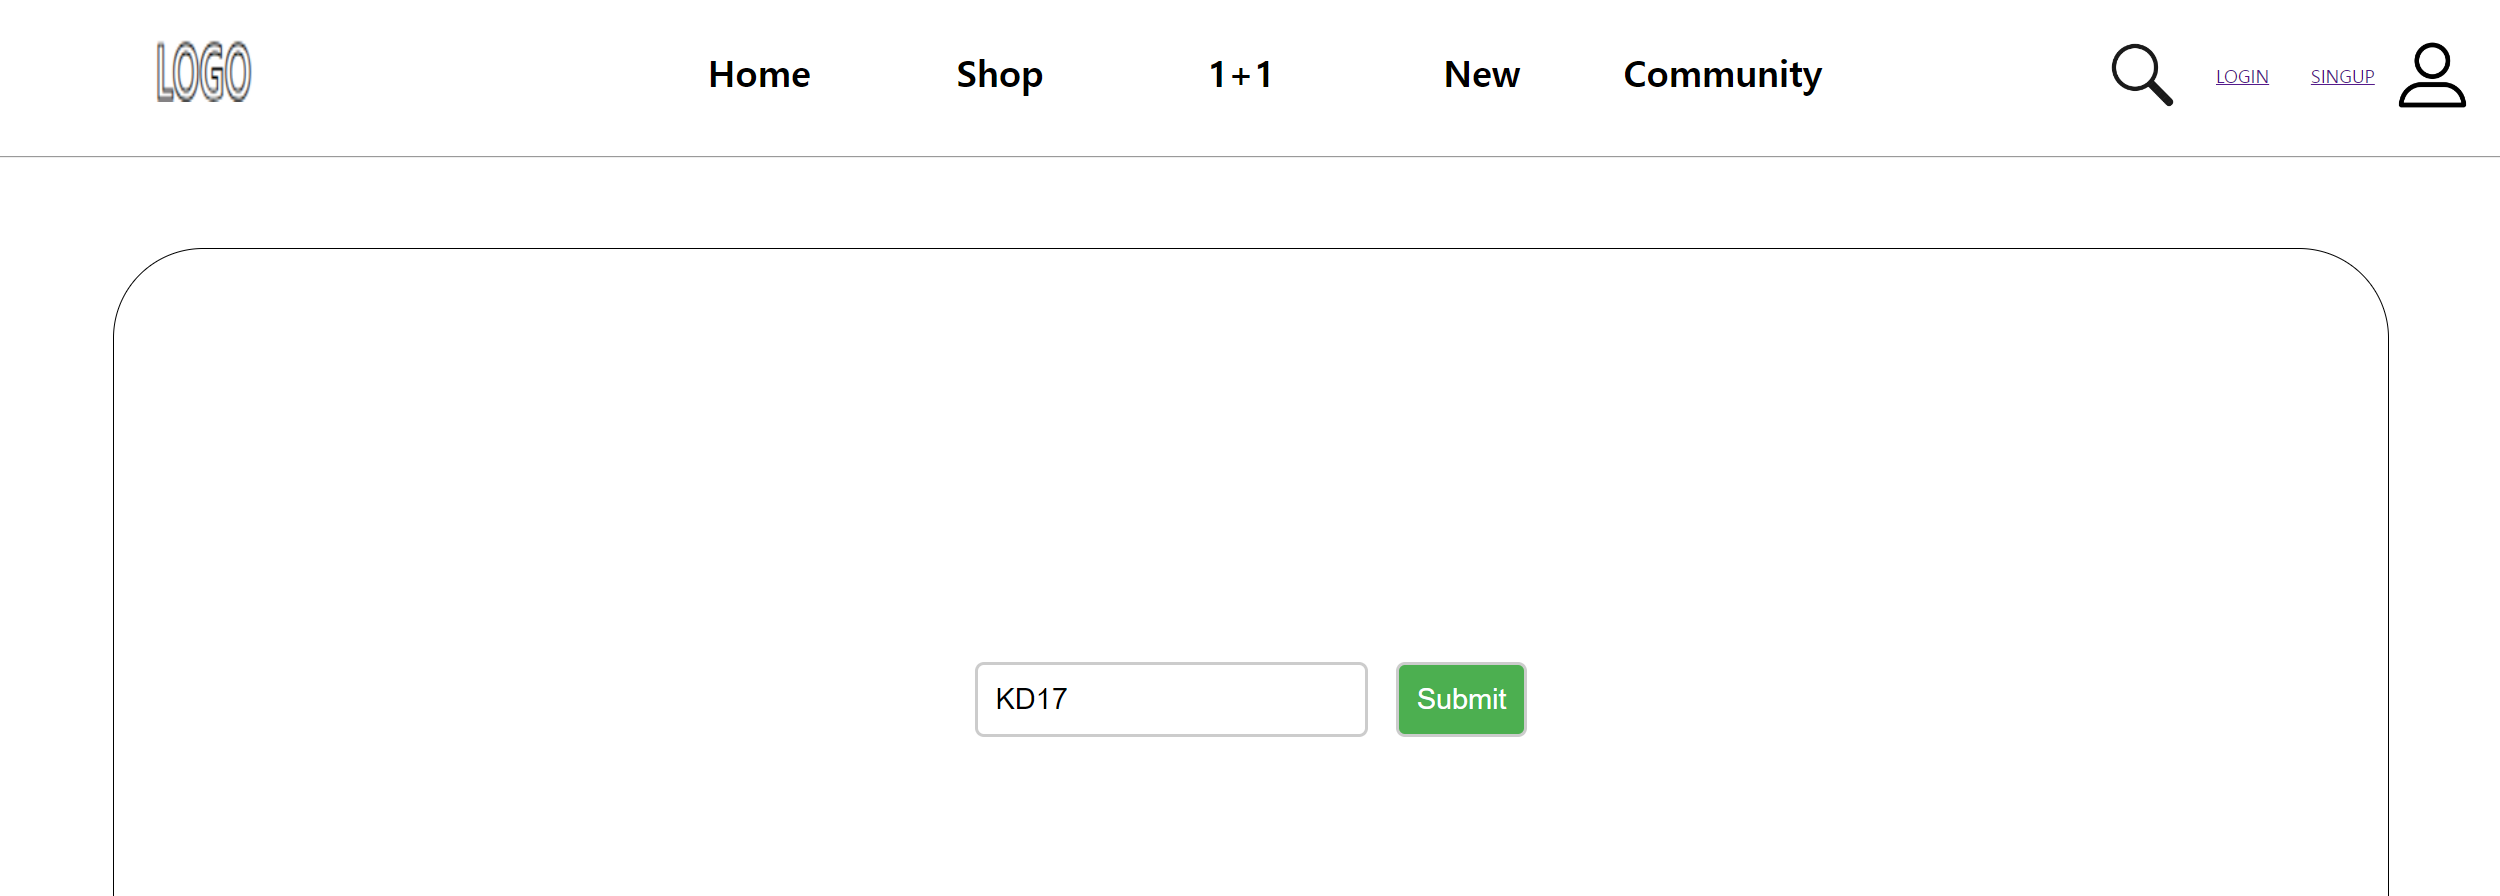 LOGO Home Shop 1+1 New Community LOGIN SINGUP
KD17 Submit